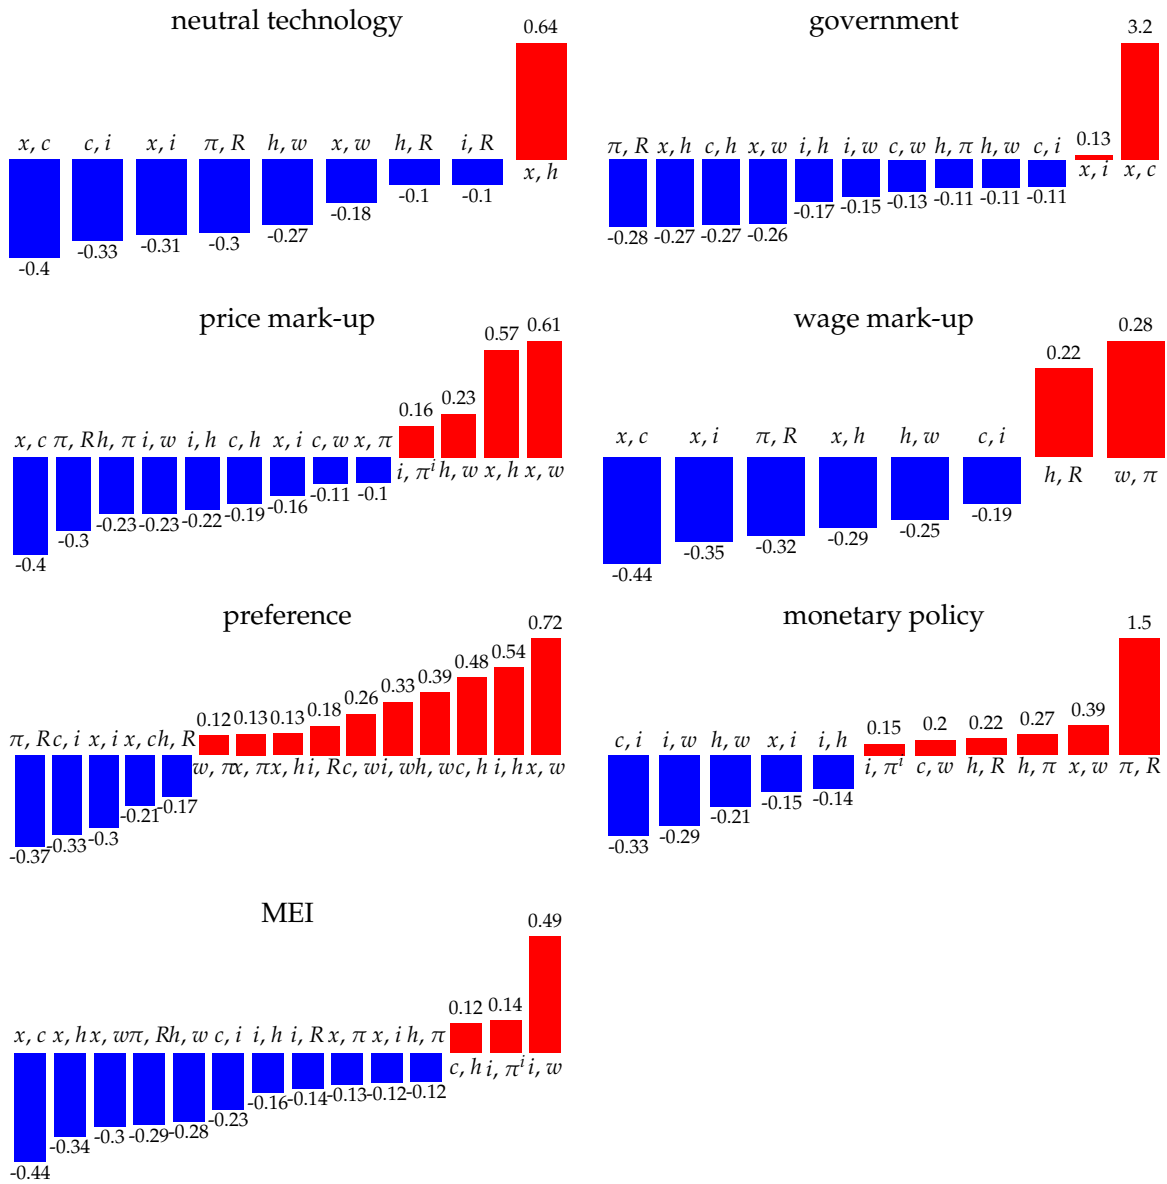 neutral technology
0.64
x, c c, i x, i π, R h, w x, w h, R i, R
x, h
-0.4 -0.33 -0.31 -0.3 -0.27 -0.18 -0.1 -0.1
government
3.2
0.13
π, R x, h c, h x, w i, h i, w c, w h, π h, w c, i
x, i x, c
-0.28 -0.27 -0.27 -0.26 -0.17 -0.15 -0.13 -0.11 -0.11 -0.11
price mark-up
0.16 0.23 0.57 0.61
x, c π, R h, π i, w i, h c, h x, i c, w x, π
i, πⁱ h, w x, h x, w
-0.4 -0.3 -0.23 -0.23 -0.22 -0.19 -0.16 -0.11 -0.1
wage mark-up
0.22 0.28
x, c x, i π, R x, h h, w c, i
h, R w, π
-0.44 -0.35 -0.32 -0.29 -0.25 -0.19
preference
0.12 0.13 0.13 0.18 0.26 0.33 0.39 0.48 0.54 0.72
π, R c, i x, i x, c h, R
w, π x, π x, h i, R c, w i, w h, w c, h i, h x, w
-0.37 -0.33 -0.3 -0.21 -0.17
monetary policy
0.15 0.2 0.22 0.27 0.39 1.5
c, i i, w h, w x, i i, h
i, πⁱ c, w h, R h, π x, w π, R
-0.33 -0.29 -0.21 -0.15 -0.14
MEI
0.12 0.14 0.49
x, c x, h x, w π, R h, w c, i i, h i, R x, π x, i h, π
c, h i, πⁱ i, w
-0.44 -0.34 -0.3 -0.29 -0.28 -0.23 -0.16 -0.14 -0.13 -0.12 -0.12